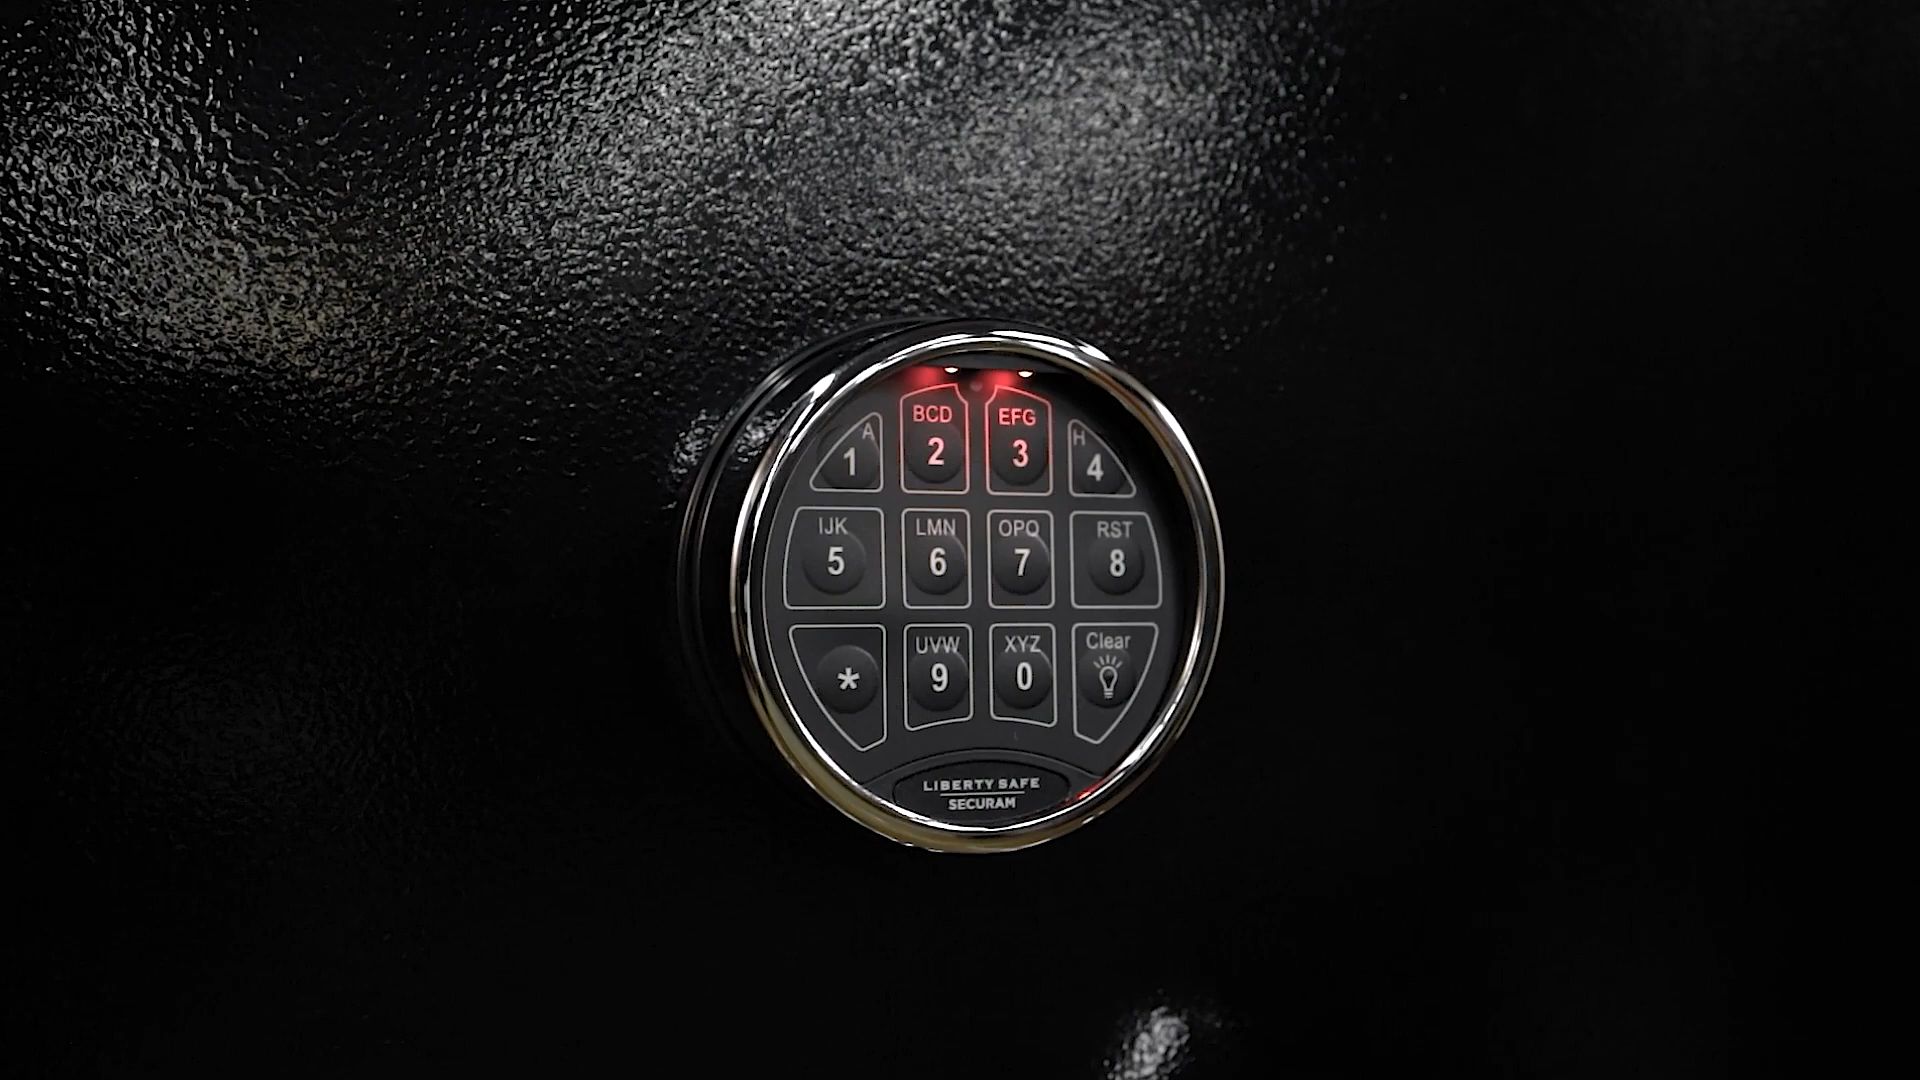 A BCD EFG H
1 2 3 4
IJK LMN OPQ RST
5 6 7 8
UVW XYZ Clear
* 9 0
LIBERTY SAFE
SECURAM